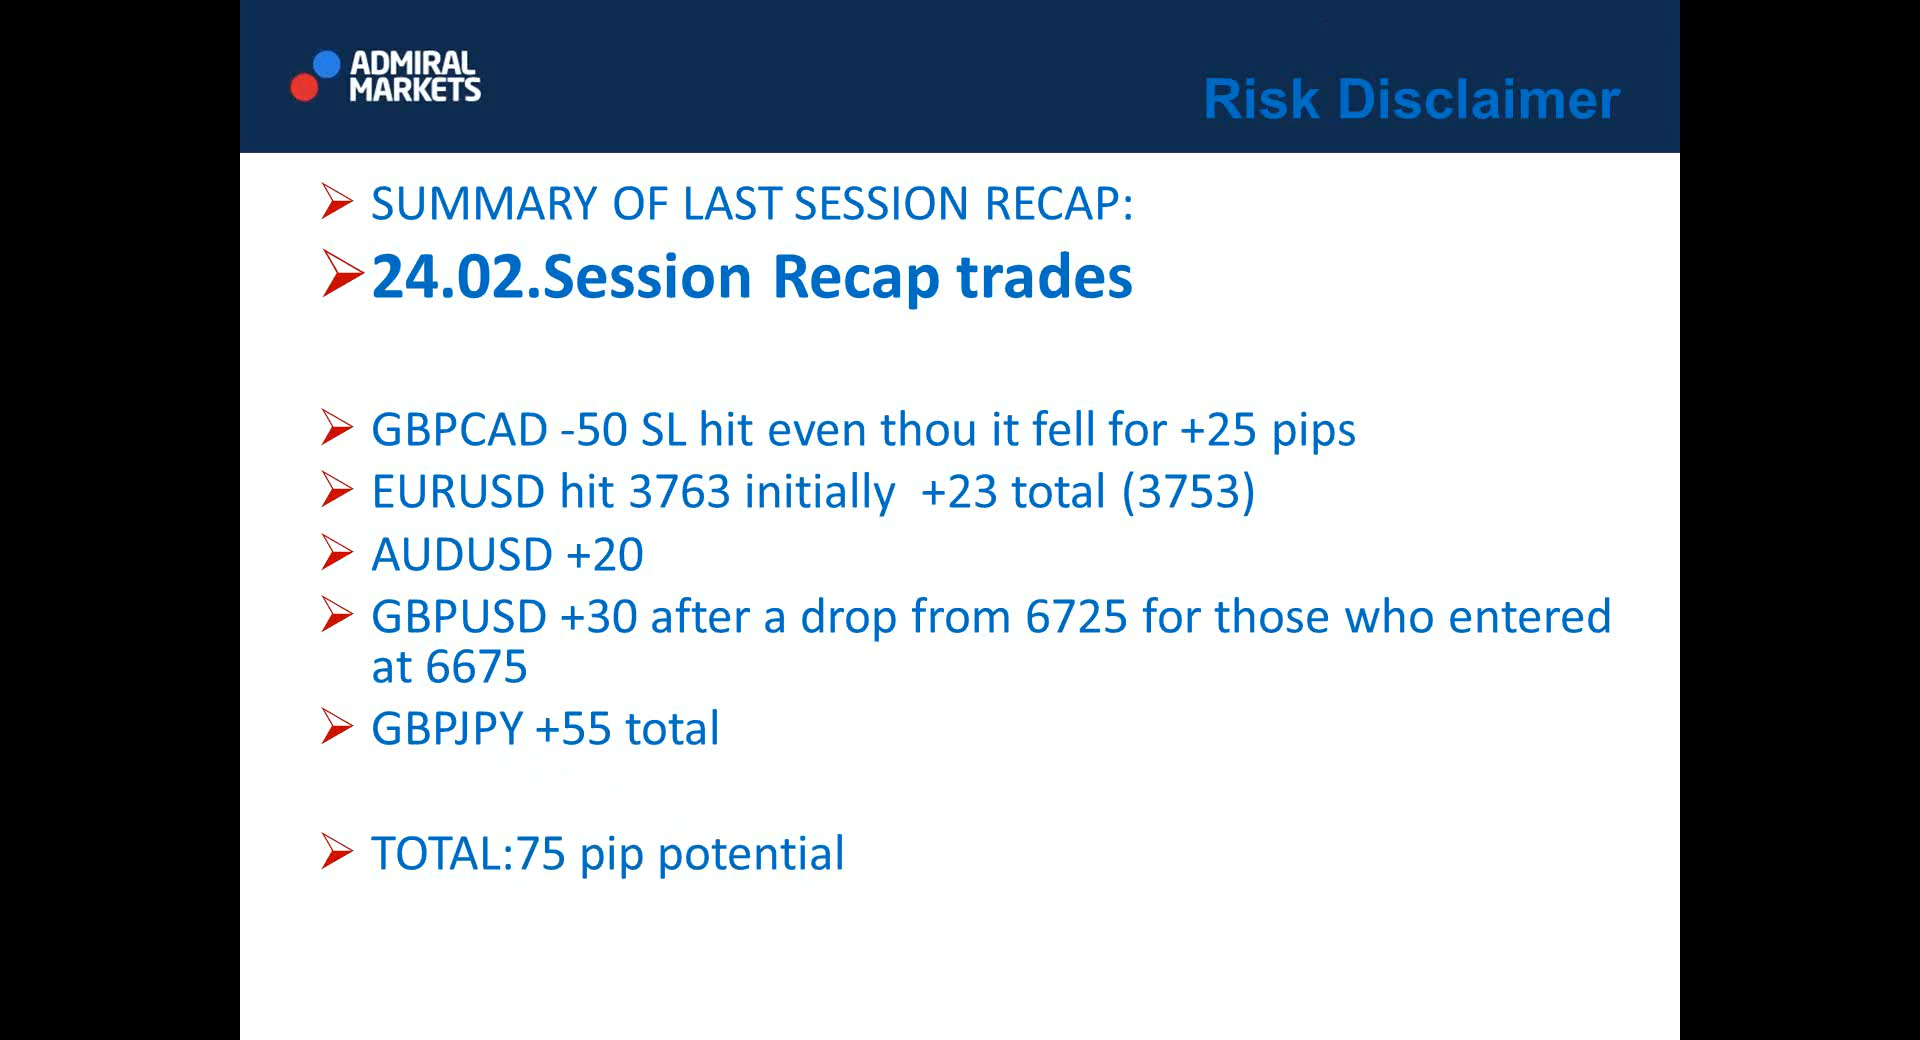 ADMIRAL
MARKETS
Risk Disclaimer
SUMMARY OF LAST SESSION RECAP:
24.02.Session Recap trades
GBPCAD -50 SL hit even thou it fell for +25 pips
EURUSD hit 3763 initially  +23 total (3753)
AUDUSD +20
GBPUSD +30 after a drop from 6725 for those who entered
at 6675
GBPJPY +55 total
TOTAL:75 pip potential